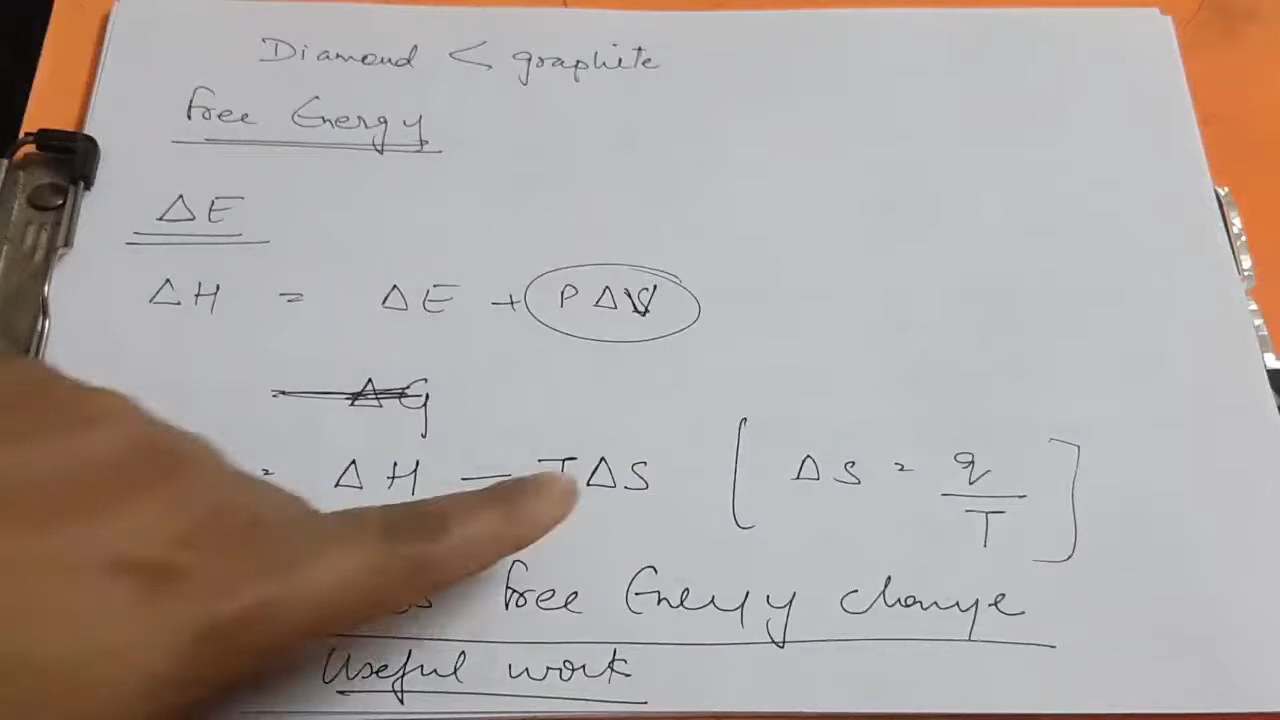 Diamond < graphite
Free Energy
ΔE
ΔH = ΔE + PΔV
ΔG
= ΔH — TΔS [ ΔS = q/T ]
Free Energy change
Useful work